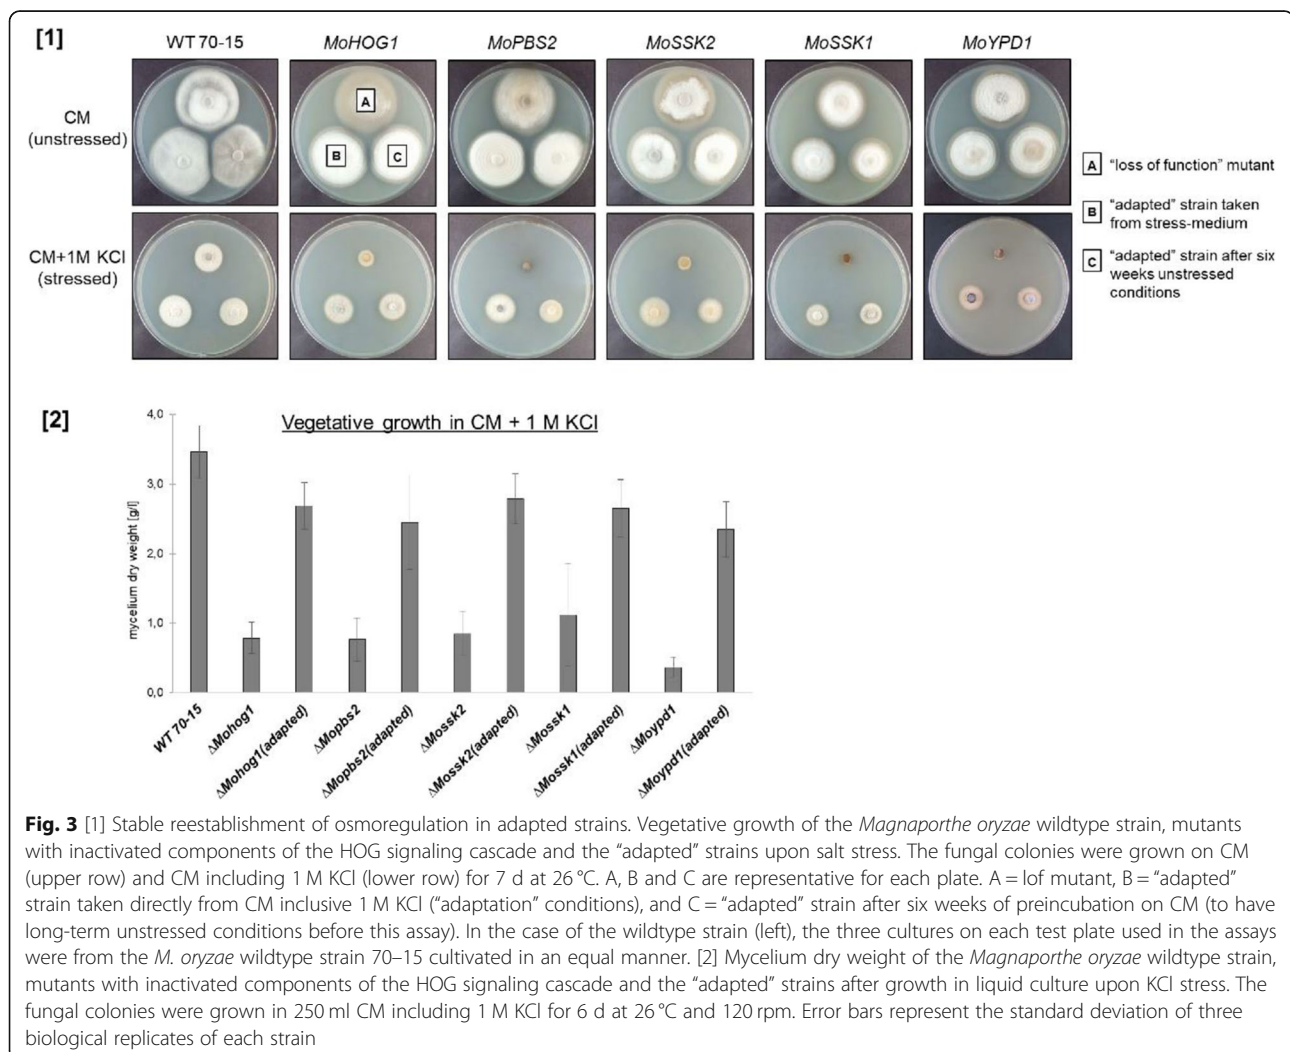 [1]
WT 70-15 MoHOG1 MoPBS2 MoSSK2 MoSSK1 MoYPD1
CM
(unstressed)
A
B C
CM+1M KCl
(stressed)
A "loss of function" mutant
B "adapted" strain taken
from stress-medium
C "adapted" strain after six
weeks unstressed
conditions
[2]
Vegetative growth in CM + 1 M KCl
mycelium dry weight [g/l]
4,0
3,0
2,0
1,0
0,0
WT 70-15
ΔMohog1
ΔMohog1(adapted)
ΔMopbs2
ΔMopbs2(adapted)
ΔMossk2
ΔMossk2(adapted)
ΔMossk1
ΔMossk1(adapted)
ΔMoypd1
ΔMoypd1(adapted)
Fig. 3 [1] Stable reestablishment of osmoregulation in adapted strains. Vegetative growth of the Magnaporthe oryzae wildtype strain, mutants
with inactivated components of the HOG signaling cascade and the "adapted" strains upon salt stress. The fungal colonies were grown on CM
(upper row) and CM including 1 M KCl (lower row) for 7 d at 26 °C. A, B and C are representative for each plate. A = lof mutant, B = "adapted"
strain taken directly from CM inclusive 1 M KCl ("adaptation" conditions), and C = "adapted" strain after six weeks of preincubation on CM (to have
long-term unstressed conditions before this assay). In the case of the wildtype strain (left), the three cultures on each test plate used in the assays
were from the M. oryzae wildtype strain 70–15 cultivated in an equal manner. [2] Mycelium dry weight of the Magnaporthe oryzae wildtype strain,
mutants with inactivated components of the HOG signaling cascade and the "adapted" strains after growth in liquid culture upon KCl stress. The
fungal colonies were grown in 250 ml CM including 1 M KCl for 6 d at 26 °C and 120 rpm. Error bars represent the standard deviation of three
biological replicates of each strain